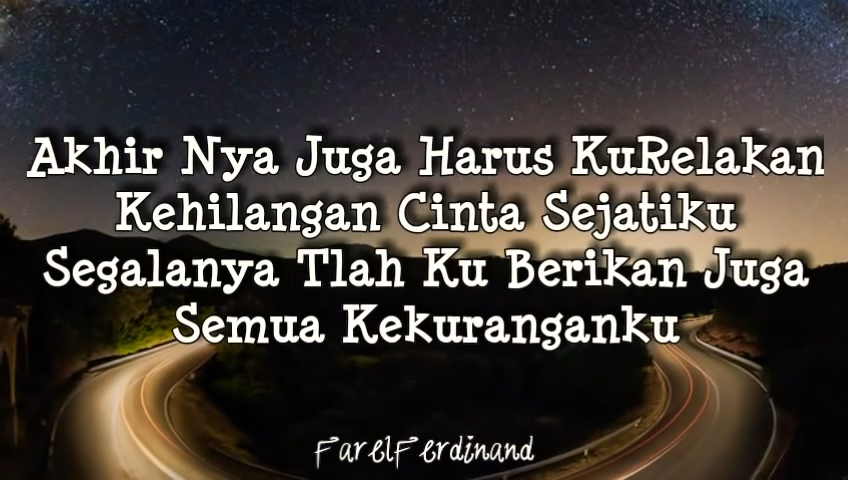 Akhir Nya Juga Harus KuRelakan
Kehilangan Cinta Sejatiku
Segalanya Tlah Ku Berikan Juga
Semua Kekuranganku
FarelFerdinand